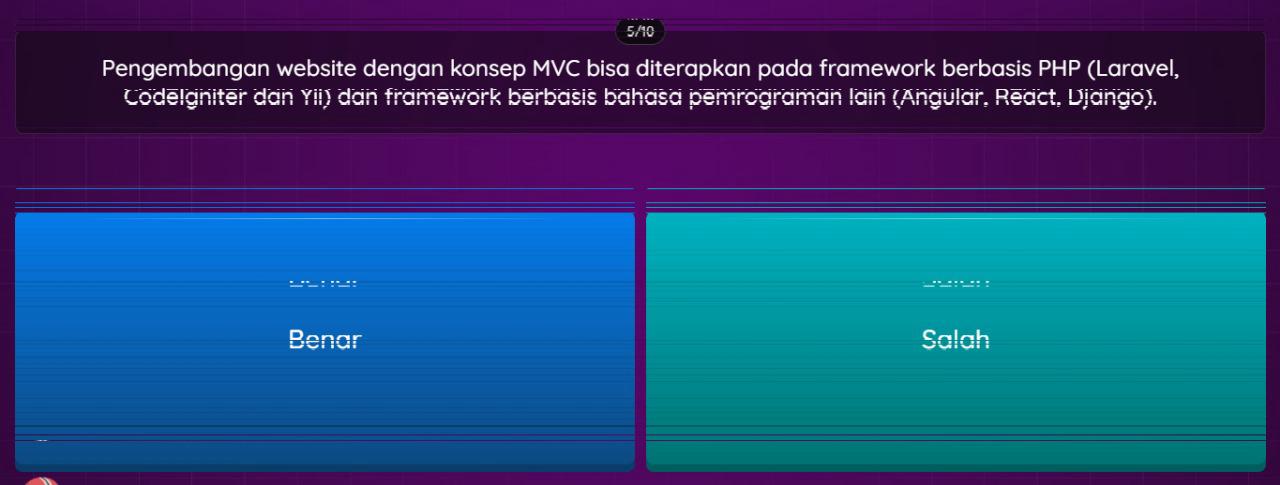 5/10
Pengembangan website dengan konsep MVC bisa diterapkan pada framework berbasis PHP (Laravel,
CodeIgniter dan Yii) dan framework berbasis bahasa pemrograman lain (Angular, React, Django).
Benar
Salah